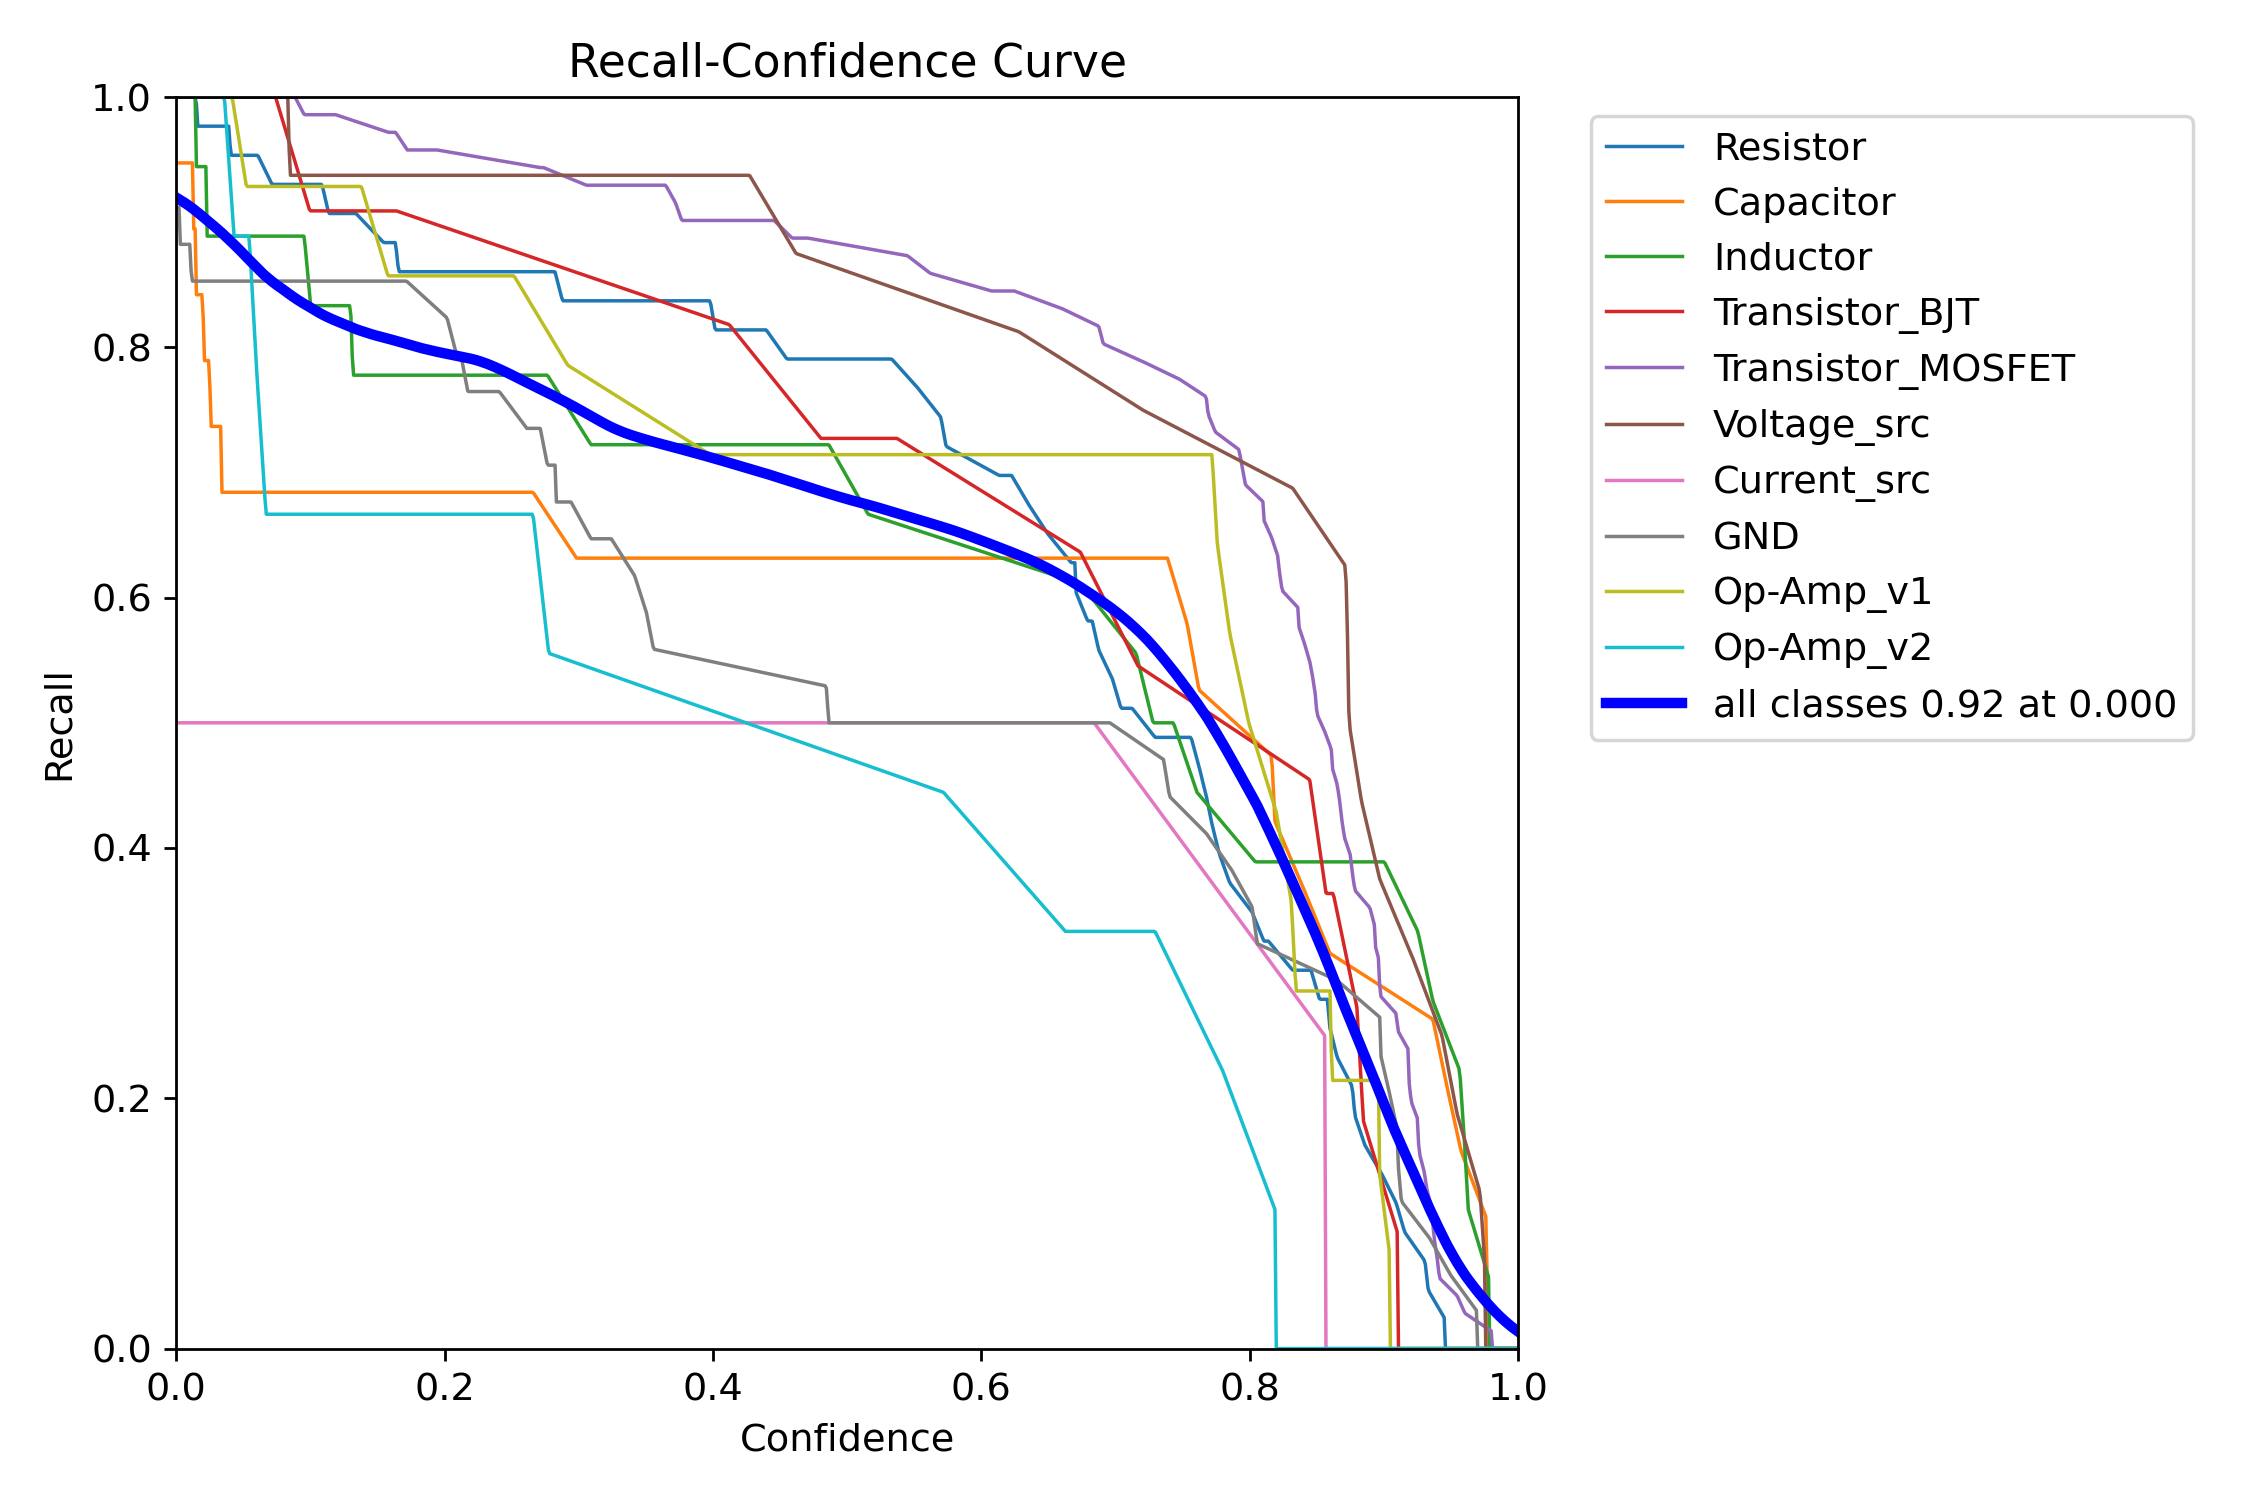 Recall-Confidence Curve
1.0
0.8
0.6
0.4
0.2
0.0
Recall
0.0 0.2 0.4 0.6 0.8 1.0
Confidence
Resistor
Capacitor
Inductor
Transistor_BJT
Transistor_MOSFET
Voltage_src
Current_src
GND
Op-Amp_v1
Op-Amp_v2
all classes 0.92 at 0.000